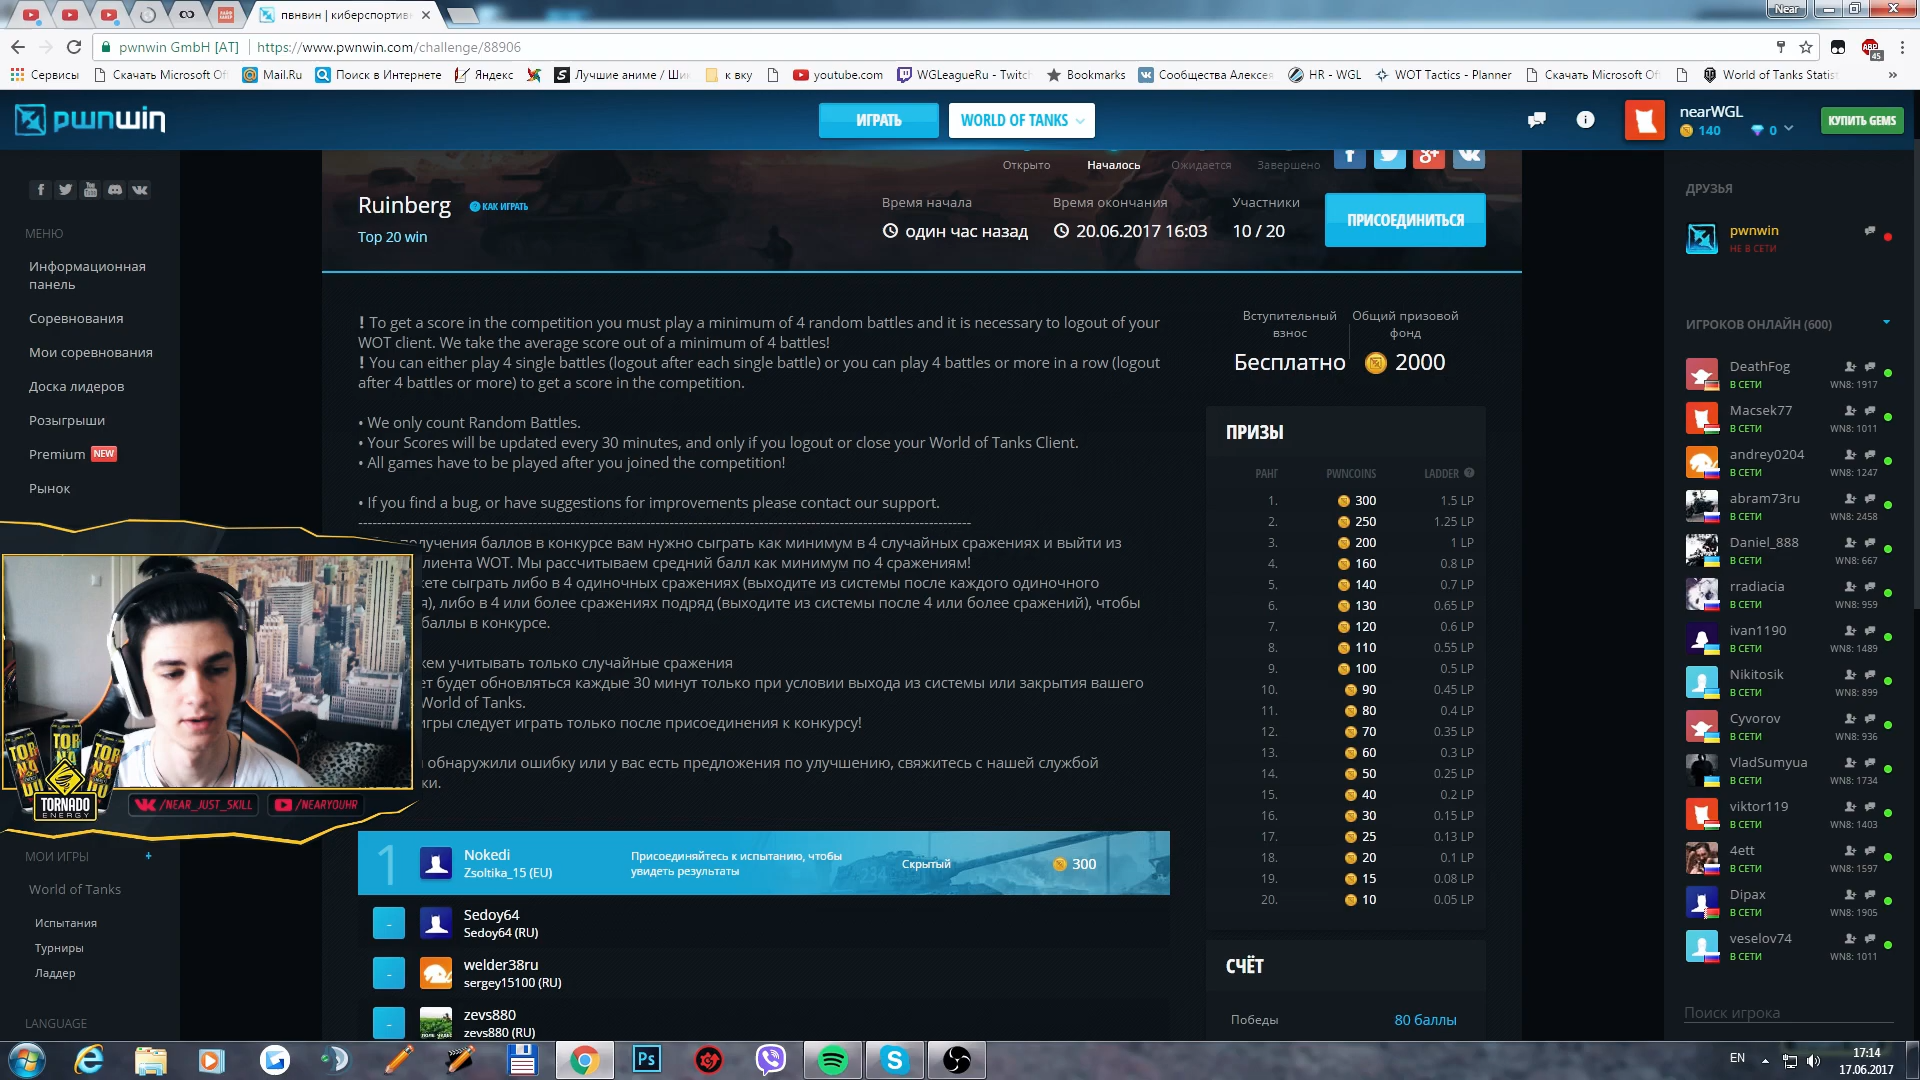 пвнвин | киберспортив
Near
pwnwin GmbH [AT]
https://www.pwnwin.com/challenge/88906
ABP
45
Сервисы
Скачать Microsoft Of
Mail.Ru
Поиск в Интернете
Яндекс
Лучшие аниме / Ши
к вку
youtube.com
WGLeagueRu - Twitch
Bookmarks
Сообщества Алексея
HR - WGL
WOT Tactics - Planner
Скачать Microsoft Of
World of Tanks Statist
pwnwin
ИГРАТЬ
WORLD OF TANKS
nearWGL
140
0
КУПИТЬ GEMS
Открыто
Началось
Ожидается
Завершено
Ruinberg
КАК ИГРАТЬ
Top 20 win
Время начала
один час назад
Время окончания
20.06.2017 16:03
Участники
10 / 20
ПРИСОЕДИНИТЬСЯ
МЕНЮ
Информационная
панель
Соревнования
Мои соревнования
Доска лидеров
Розыгрыши
Premium NEW
Рынок
! To get a score in the competition you must play a minimum of 4 random battles and it is necessary to logout of your
WOT client. We take the average score out of a minimum of 4 battles!
! You can either play 4 single battles (logout after each single battle) or you can play 4 battles or more in a row (logout
after 4 battles or more) to get a score in the competition.
• We only count Random Battles.
• Your Scores will be updated every 30 minutes, and only if you logout or close your World of Tanks Client.
• All games have to be played after you joined the competition!
• If you find a bug, or have suggestions for improvements please contact our support.
получения баллов в конкурсе вам нужно сыграть как минимум в 4 случайных сражениях и выйти из
лиента WOT. Мы рассчитываем средний балл как минимум по 4 сражениям!
ете сыграть либо в 4 одиночных сражениях (выходите из системы после каждого одиночного
я), либо в 4 или более сражениях подряд (выходите из системы после 4 или более сражений), чтобы
баллы в конкурсе.
жем учитывать только случайные сражения
ет будет обновляться каждые 30 минут только при условии выхода из системы или закрытия вашего
World of Tanks.
игры следует играть только после присоединения к конкурсу!
обнаружили ошибку или у вас есть предложения по улучшению, свяжитесь с нашей службой
ки.
TORNADO
ENERGY
/NEAR_JUST_SKILL
/NEARYOUHR
МОИ ИГРЫ +
World of Tanks
Испытания
Турниры
Ладдер
LANGUAGE
1
Nokedi
Zsoltika_15 (EU)
Присоединяйтесь к испытанию, чтобы
увидеть результаты
Скрытый
300
- Sedoy64
Sedoy64 (RU)
- welder38ru
sergey15100 (RU)
- zevs880
zevs880 (RU)
Вступительный
взнос
Бесплатно
Общий призовой
фонд
2000
ПРИЗЫ
РАНГ PWNCOINS LADDER
1. 300 1.5 LP
2. 250 1.25 LP
3. 200 1 LP
4. 160 0.8 LP
5. 140 0.7 LP
6. 130 0.65 LP
7. 120 0.6 LP
8. 110 0.55 LP
9. 100 0.5 LP
10. 90 0.45 LP
11. 80 0.4 LP
12. 70 0.35 LP
13. 60 0.3 LP
14. 50 0.25 LP
15. 40 0.2 LP
16. 30 0.15 LP
17. 25 0.13 LP
18. 20 0.1 LP
19. 15 0.08 LP
20. 10 0.05 LP
СЧЁТ
Победы 80 баллы
ДРУЗЬЯ
pwnwin
НЕ В СЕТИ
ИГРОКОВ ОНЛАЙН (600)
DeathFog
В СЕТИ WN8: 1917
Macsek77
В СЕТИ WN8: 1011
andrey0204
В СЕТИ WN8: 1247
abram73ru
В СЕТИ WN8: 2458
Daniel_888
В СЕТИ WN8: 667
rradiacia
В СЕТИ WN8: 959
ivan1190
В СЕТИ WN8: 1489
Nikitosik
В СЕТИ WN8: 899
Cyvorov
В СЕТИ WN8: 936
VladSumyua
В СЕТИ WN8: 1734
viktor119
В СЕТИ WN8: 1403
4ett
В СЕТИ WN8: 1597
Dipax
В СЕТИ WN8: 1905
veselov74
В СЕТИ WN8: 1011
Поиск игрока
EN
17:14
17.06.2017